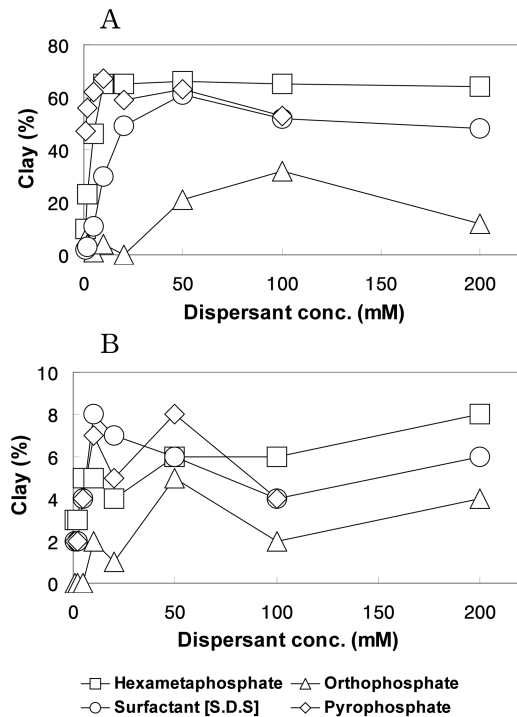 A
80
60
40
20
0
Clay (%)
0 50 100 150 200
Dispersant conc. (mM)
B
10
8
6
4
2
0
Clay (%)
0 50 100 150 200
Dispersant conc. (mM)
Hexametaphosphate Orthophosphate
Surfactant [S.D.S] Pyrophosphate